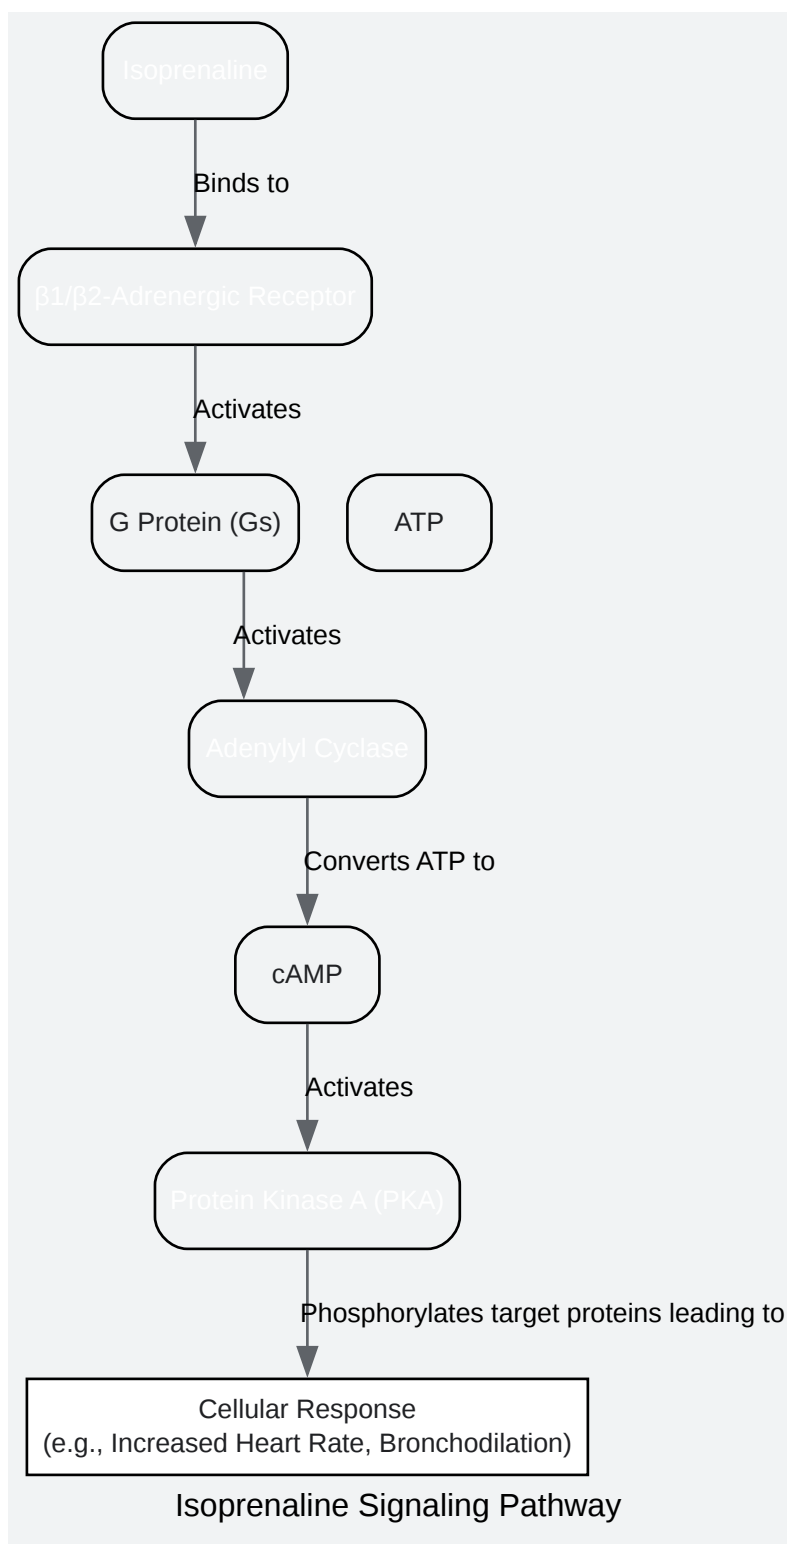 Isoprenaline
Binds to
β1/β2-Adrenergic Receptor
Activates
G Protein (Gs)
ATP
Activates
Adenylyl Cyclase
Converts ATP to
cAMP
Activates
Protein Kinase A (PKA)
Phosphorylates target proteins leading to
Cellular Response
(e.g., Increased Heart Rate, Bronchodilation)
Isoprenaline Signaling Pathway